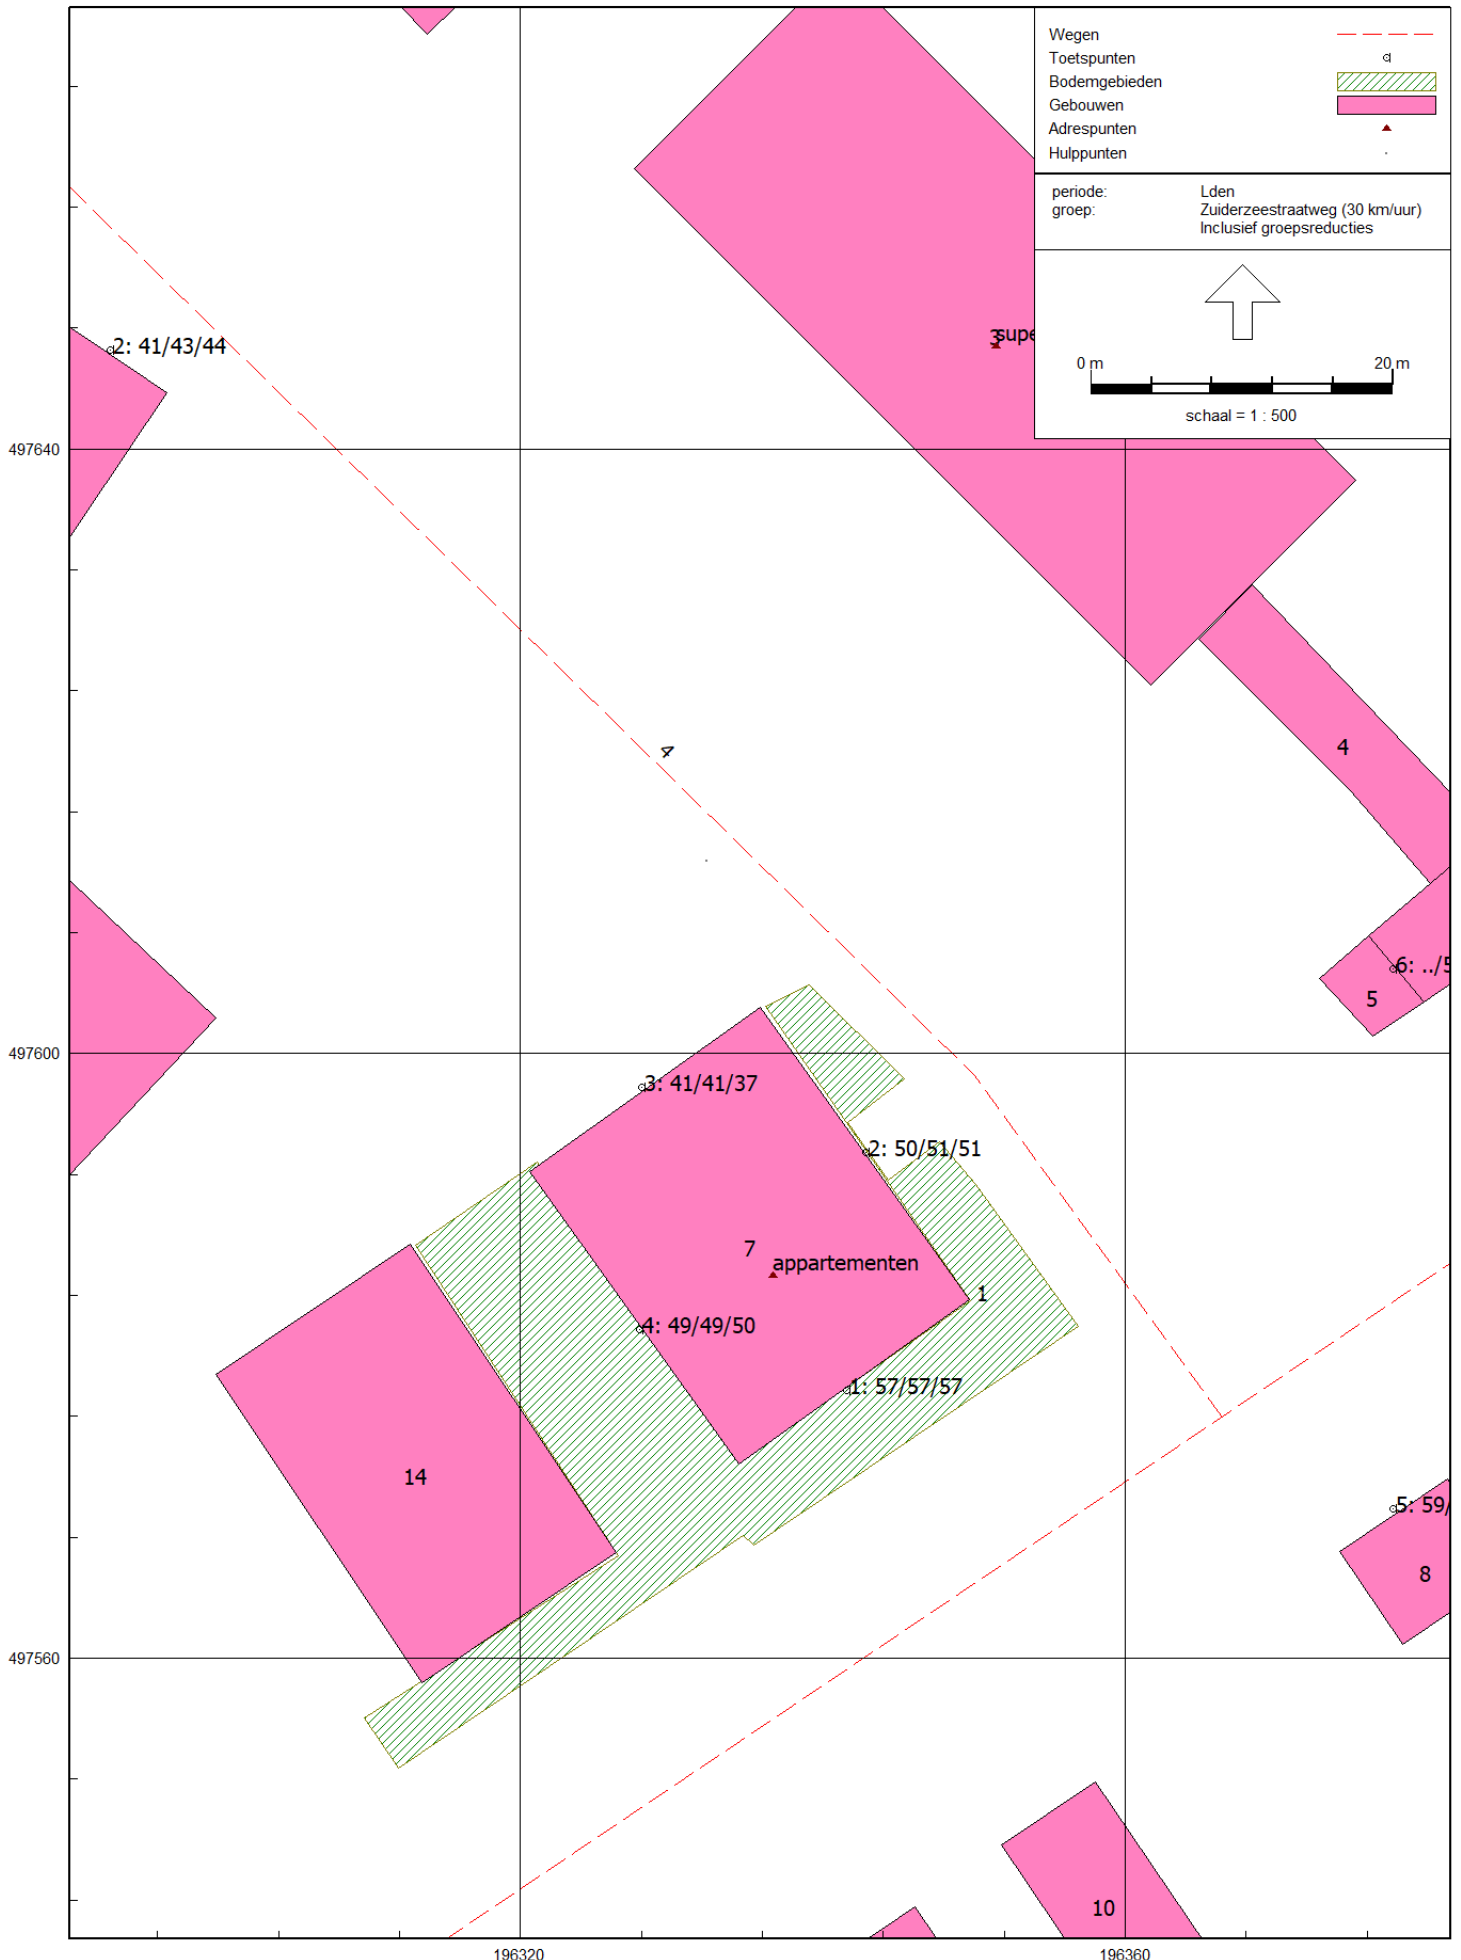 Wegen
Toetspunten
Bodemgebieden
Gebouwen
Adrespunten
Hulppunten
periode: Lden
groep: Zuiderzeestraatweg (30 km/uur)
Inclusief groepsreducties
0 m 20 m
schaal = 1 : 500
3 supe
2: 41/43/44
497640
4
4
6: ../5
5
497600
3: 41/41/37
2: 50/51/51
7
appartementen
1
4: 49/49/50
1: 57/57/57
14
5: 59/
8
497560
10
196320 196360